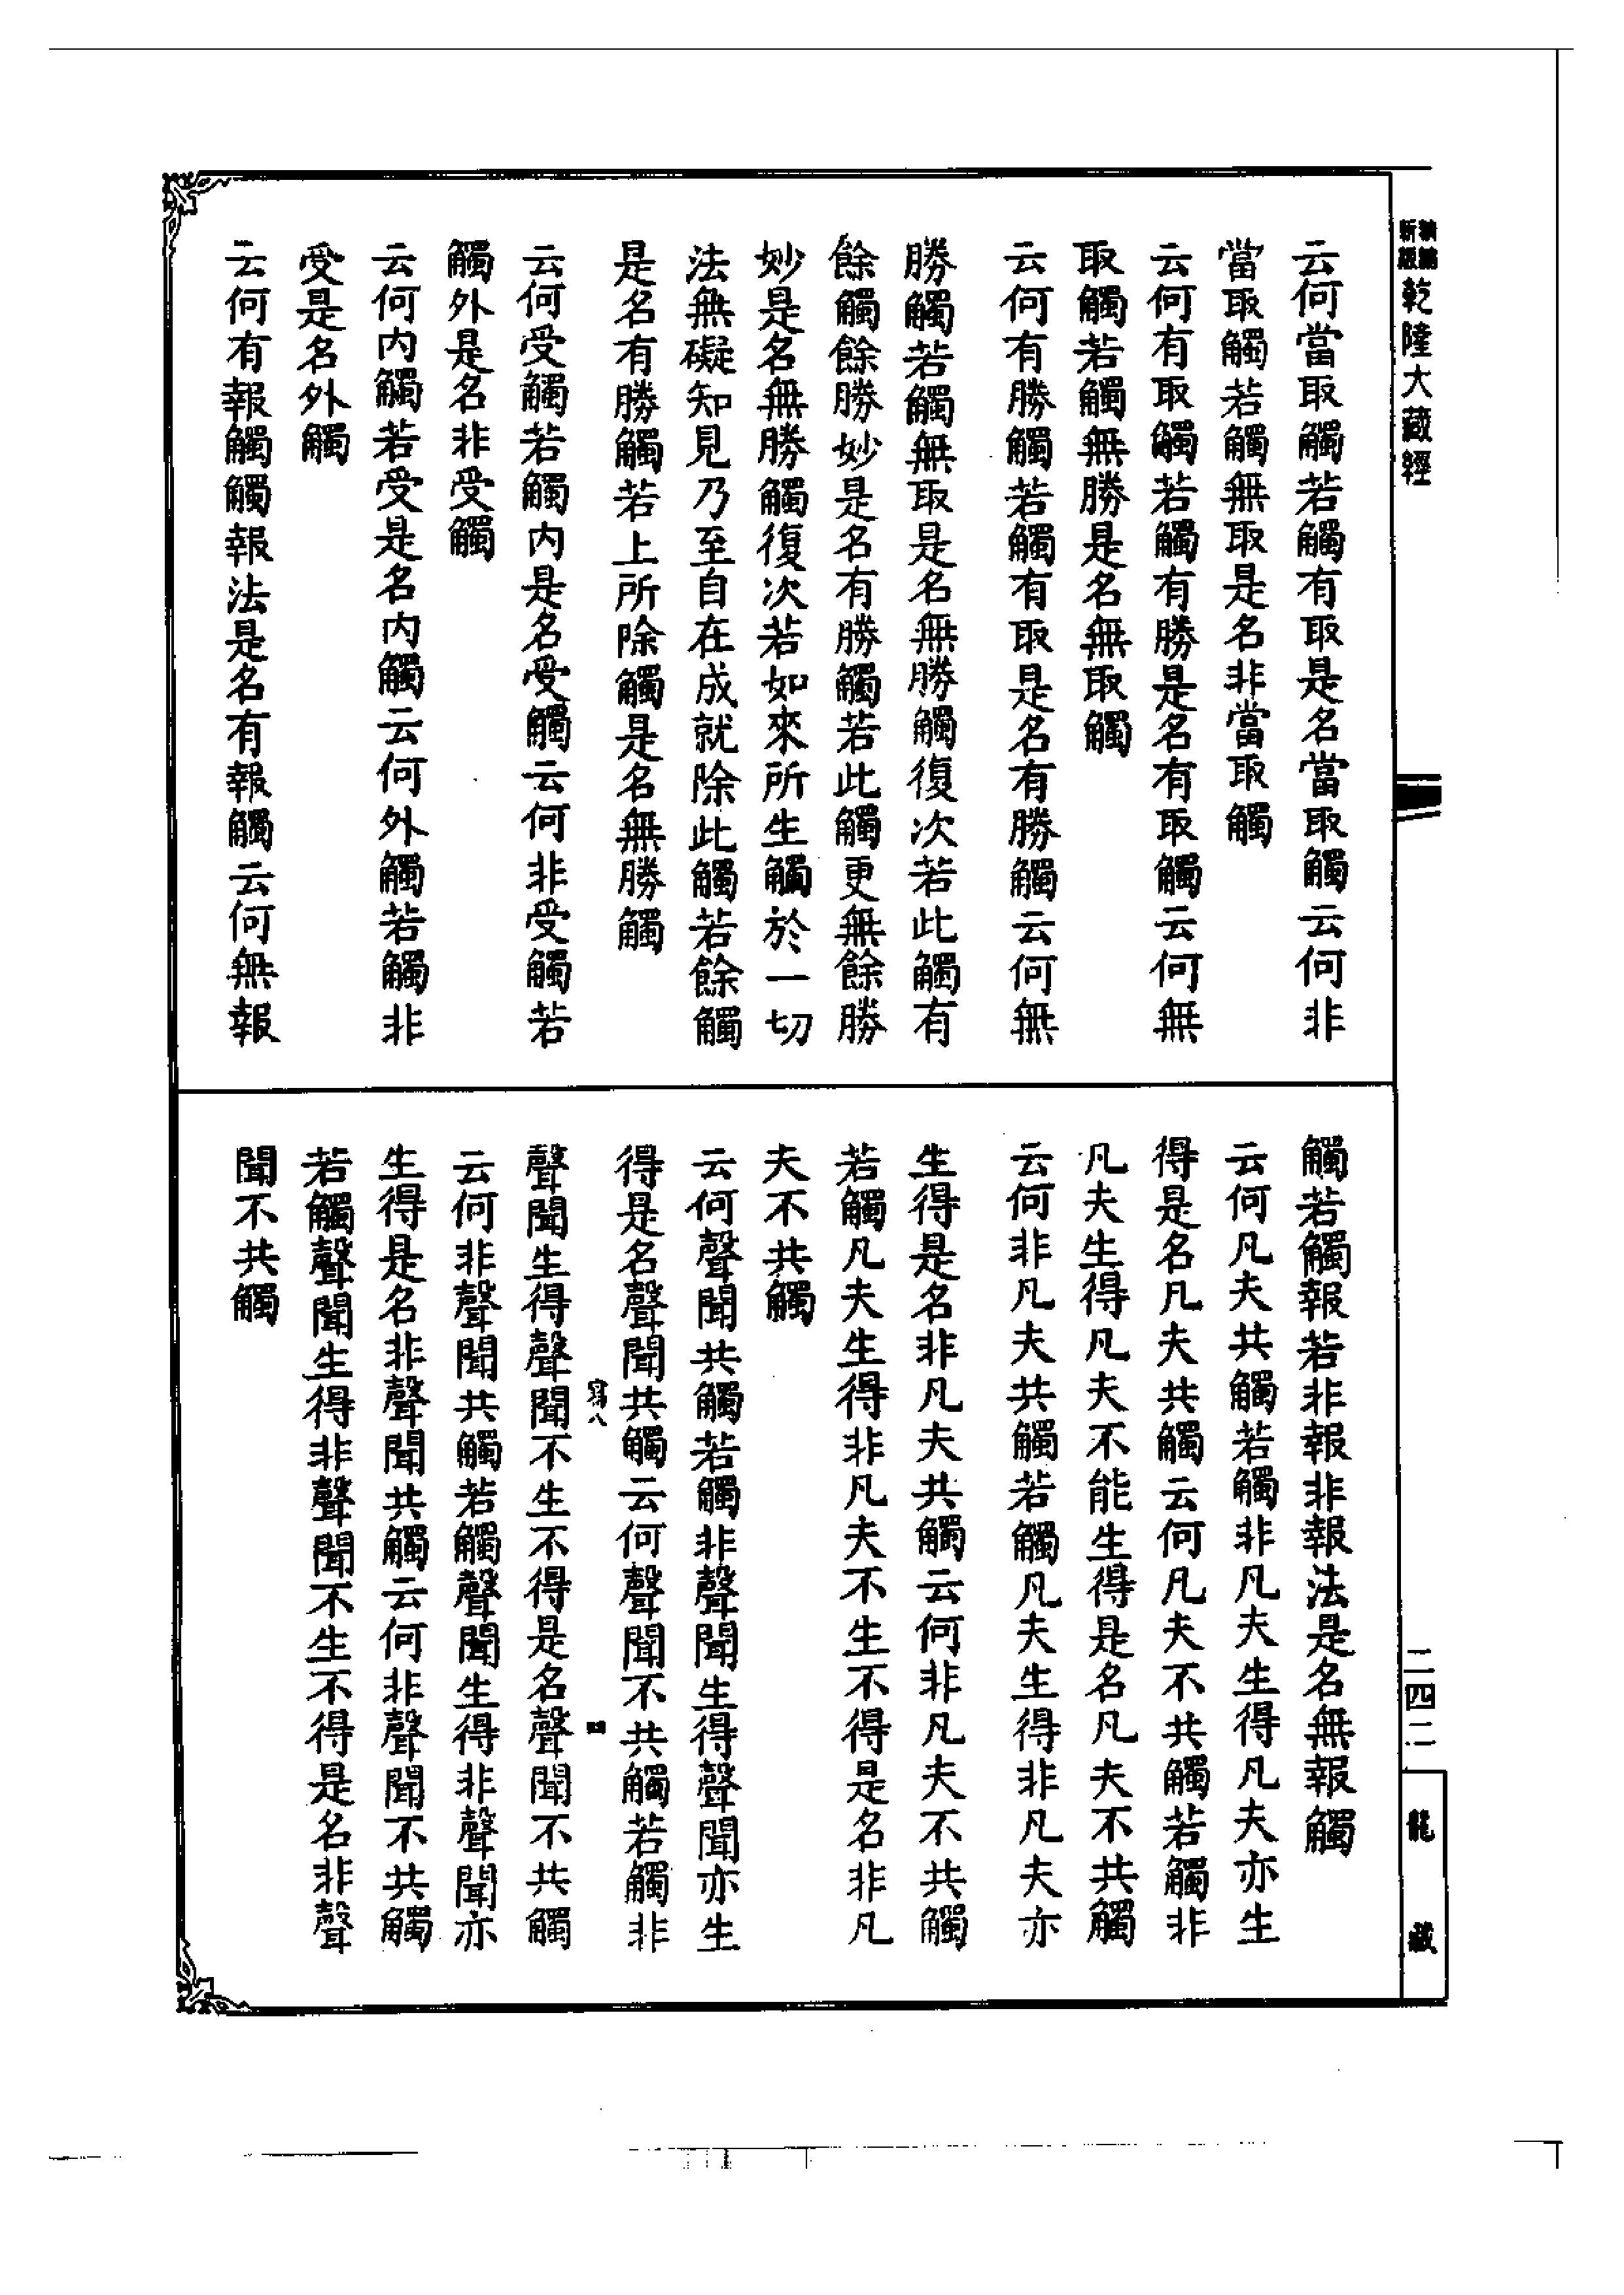 乾隆大藏經
云何當取觸若觸有取是名當取觸云何非
當取觸若觸無取是名非當取觸
云何有取觸若觸有勝是名有取觸云何無
取觸若觸無勝是名無取觸
云何有勝觸若觸有取是名有勝觸云何無
勝觸若觸無取是名無勝觸復次若此觸有
餘觸餘勝妙是名有勝觸若此觸更無餘勝
妙是名無勝觸復次若如來所生觸於一切
法無礙知見乃至自在成就除此觸若餘觸
是名有勝觸若上所除觸是名無勝觸
云何受觸若觸內是名受觸云何非受觸若
觸外是名非受觸
云何內觸若受是名內觸云何外觸若觸非
受是名外觸
云何有報觸觸報法是名有報觸云何無報
觸若觸報若非報非報法是名無報觸
云何凡夫共觸若觸非凡夫生得凡夫亦生
得是名凡夫共觸云何凡夫不共觸若觸非
凡夫生得凡夫不能生得是名凡夫不共觸
云何非凡夫共觸若觸凡夫生得非凡夫亦
生得是名非凡夫共觸云何非凡夫不共觸
若觸凡夫生得非凡夫不生不得是名非凡
夫不共觸
云何聲聞共觸若觸非聲聞生得聲聞亦生
得是名聲聞共觸云何聲聞不共觸若觸非
聲聞生得聲聞不生不得是名聲聞不共觸
云何非聲聞共觸若觸聲聞生得非聲聞亦
生得是名非聲聞共觸云何非聲聞不共觸
若觸聲聞生得非聲聞不生不得是名非聲
聞不共觸
二四二
龍藏